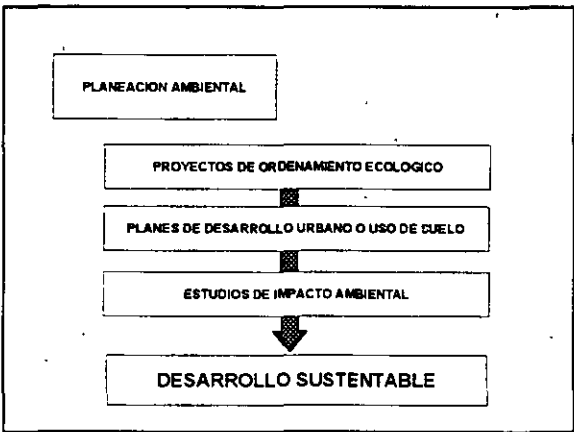 PLANEACION AMBIENTAL
PROYECTOS DE ORDENAMIENTO ECOLOGICO
PLANES DE DESARROLLO URBANO O USO DE SUELO
ESTUDIOS DE IMPACTO AMBIENTAL
DESARROLLO SUSTENTABLE